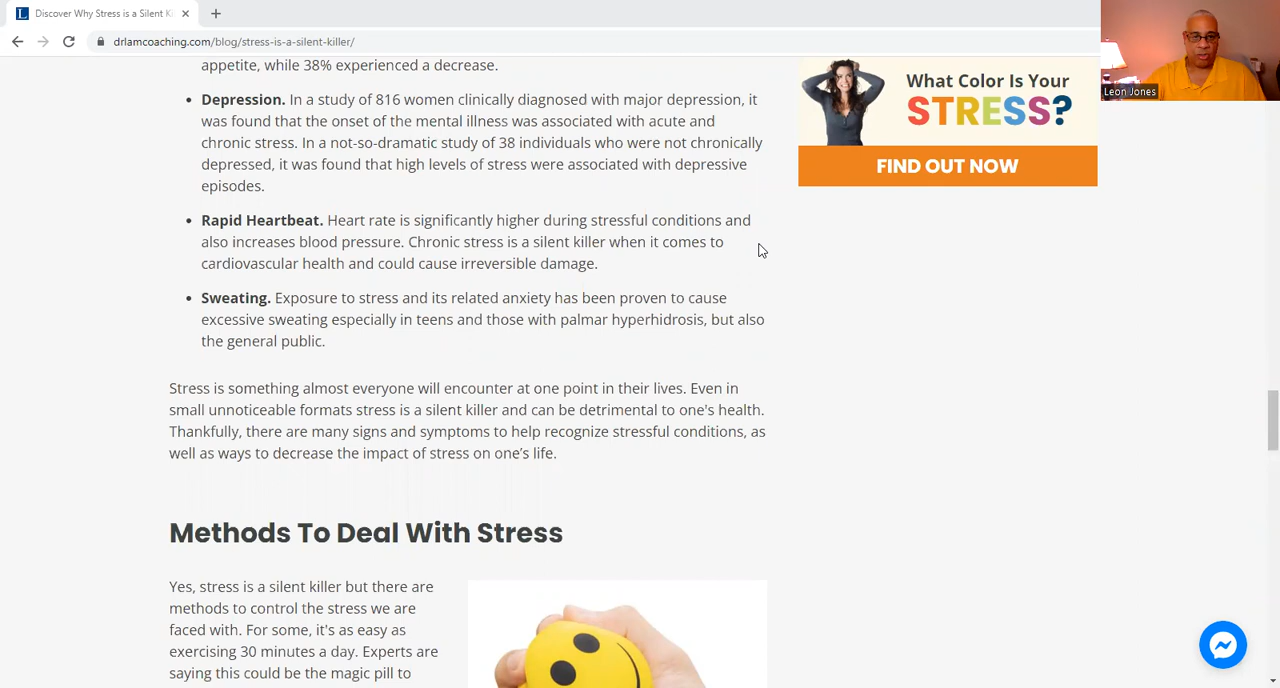 Discover Why Stress is a Silent Ki
drlamcoaching.com/blog/stress-is-a-silent-killer/
Leon Jones
appetite, while 38% experienced a decrease.
Depression. In a study of 816 women clinically diagnosed with major depression, it
was found that the onset of the mental illness was associated with acute and
chronic stress. In a not-so-dramatic study of 38 individuals who were not chronically
depressed, it was found that high levels of stress were associated with depressive
episodes.
Rapid Heartbeat. Heart rate is significantly higher during stressful conditions and
also increases blood pressure. Chronic stress is a silent killer when it comes to
cardiovascular health and could cause irreversible damage.
Sweating. Exposure to stress and its related anxiety has been proven to cause
excessive sweating especially in teens and those with palmar hyperhidrosis, but also
the general public.
Stress is something almost everyone will encounter at one point in their lives. Even in
small unnoticeable formats stress is a silent killer and can be detrimental to one's health.
Thankfully, there are many signs and symptoms to help recognize stressful conditions, as
well as ways to decrease the impact of stress on one’s life.
Methods To Deal With Stress
Yes, stress is a silent killer but there are
methods to control the stress we are
faced with. For some, it's as easy as
exercising 30 minutes a day. Experts are
saying this could be the magic pill to
What Color Is Your
STRESS?
FIND OUT NOW